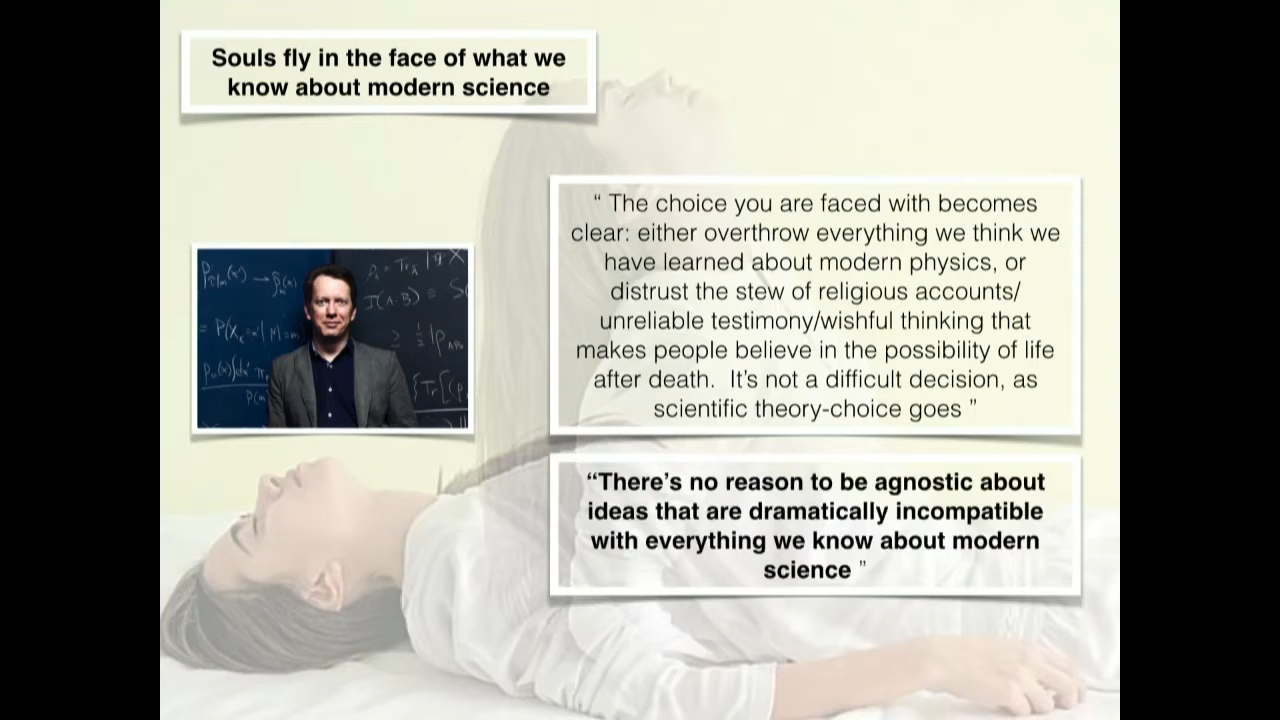 Souls fly in the face of what we
know about modern science
“ The choice you are faced with becomes
clear: either overthrow everything we think we
have learned about modern physics, or
distrust the stew of religious accounts/
unreliable testimony/wishful thinking that
makes people believe in the possibility of life
after death.  It’s not a difficult decision, as
scientific theory-choice goes ”
“There’s no reason to be agnostic about
ideas that are dramatically incompatible
with everything we know about modern
science ”